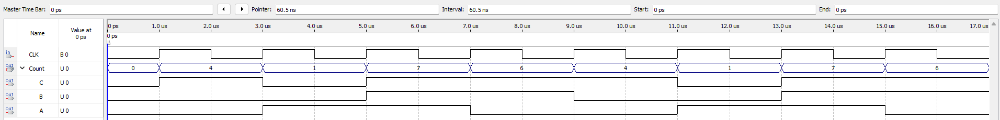 Master Time Bar: 0 ps Pointer: 60.5 ns Interval: 60.5 ns Start: 0 ps End: 0 ps
Name Value at 0 ps
0 ps 1.0 us 2.0 us 3.0 us 4.0 us 5.0 us 6.0 us 7.0 us 8.0 us 9.0 us 10.0 us 11.0 us 12.0 us 13.0 us 14.0 us 15.0 us 16.0 us 17.0 us
0 ps
in CLK B 0
out Count U 0 0 4 1 7 6 4 1 7 6
out C U 0
out B U 0
out A U 0